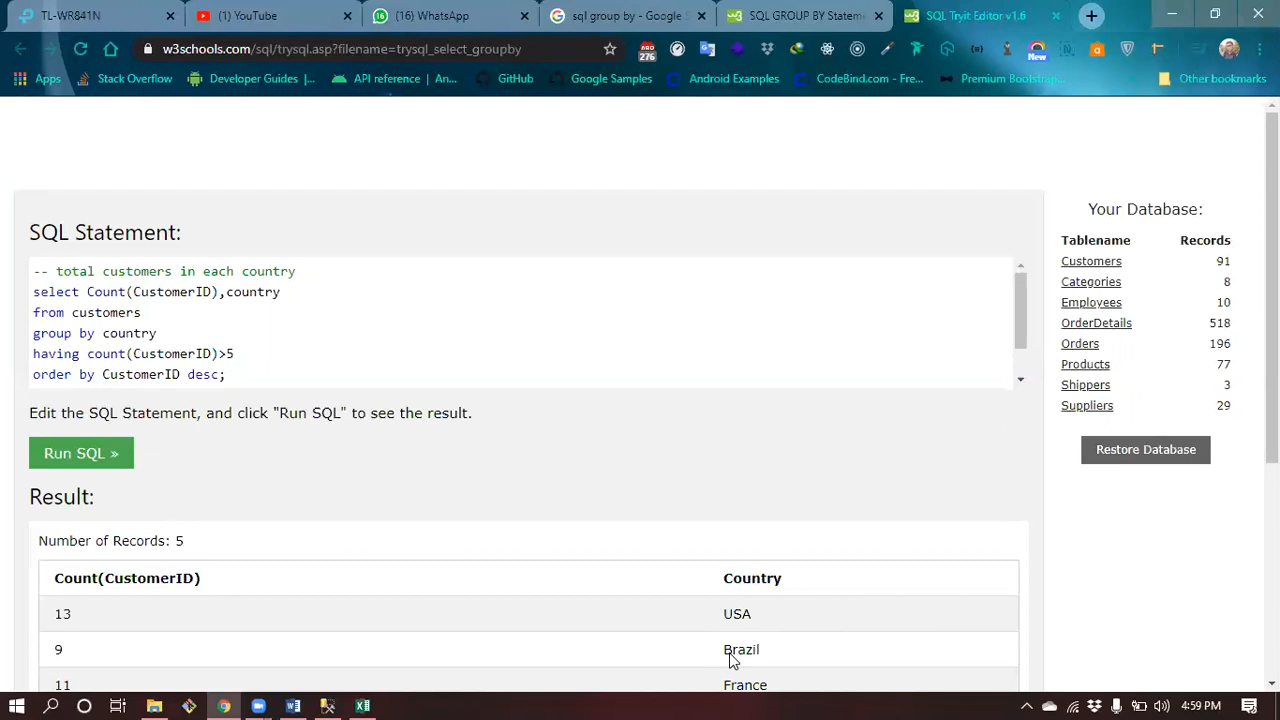 TL-WR841N
(1) YouTube
(16) WhatsApp
sql group by - Google S
SQL GROUP BY Stateme
SQL Tryit Editor v1.6
w3schools.com/sql/trysql.asp?filename=trysql_select_groupby
276
New
Apps
Stack Overflow
Developer Guides |...
API reference | An...
GitHub
Google Samples
Android Examples
CodeBind.com - Fre...
Premium Bootstrap...
Other bookmarks
SQL Statement:
-- total customers in each country
select Count(CustomerID),country
from customers
group by country
having count(CustomerID)>5
order by CustomerID desc;
Edit the SQL Statement, and click "Run SQL" to see the result.
Run SQL »
Result:
Number of Records: 5
Count(CustomerID) Country
13 USA
9 Brazil
11 France
Your Database:
Tablename Records
Customers 91
Categories 8
Employees 10
OrderDetails 518
Orders 196
Products 77
Shippers 3
Suppliers 29
Restore Database
4:59 PM